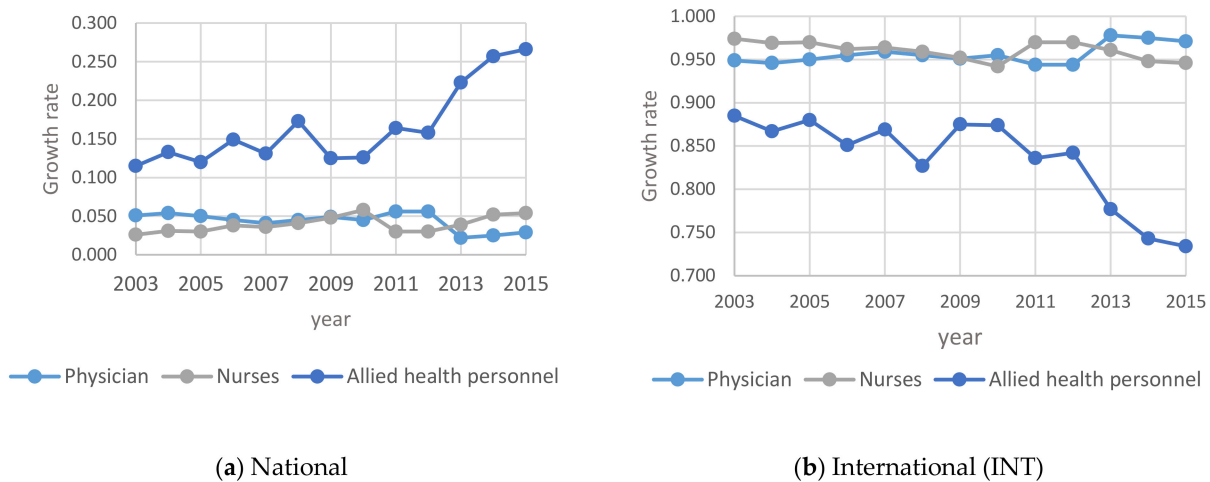 0.300
0.250
0.200
0.150
0.100
0.050
0.000
Growth rate
2003 2005 2007 2009 2011 2013 2015
year
Physician Nurses Allied health personnel
(a) National
1.000
0.950
0.900
0.850
0.800
0.750
0.700
Growth rate
2003 2005 2007 2009 2011 2013 2015
year
Physician Nurses Allied health personnel
(b) International (INT)